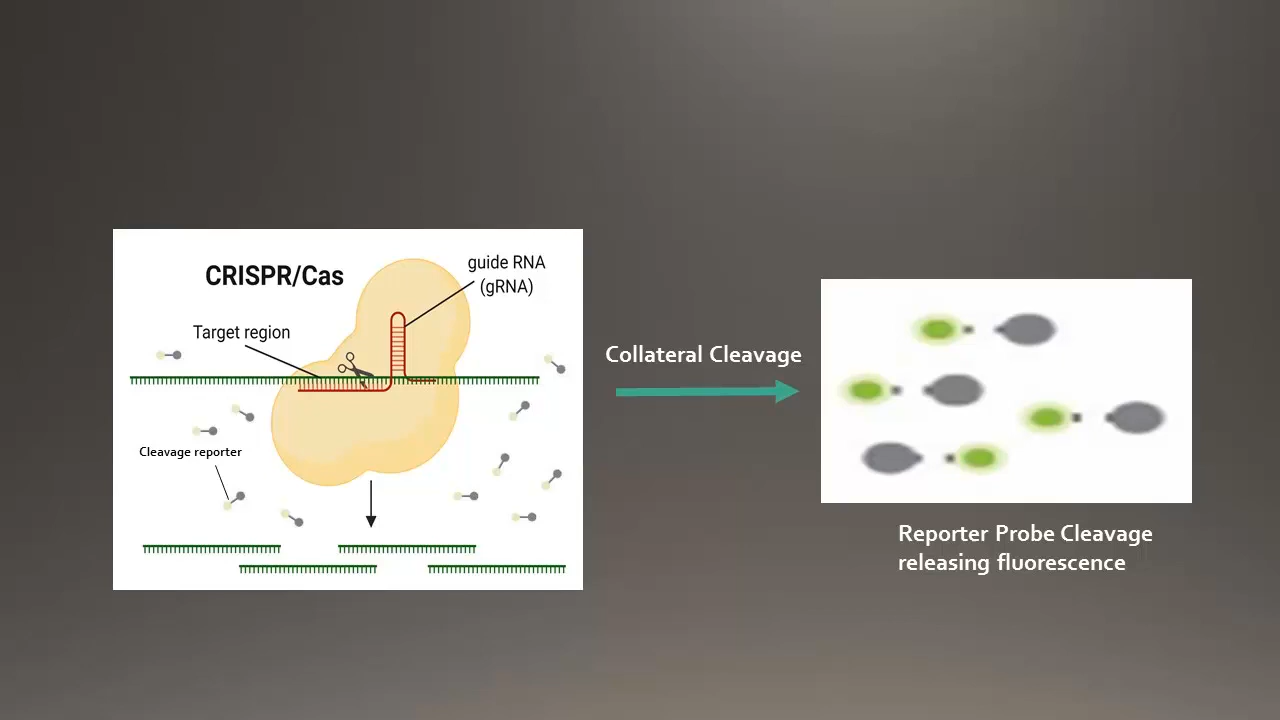 CRISPR/Cas
guide RNA
(gRNA)
Target region
Cleavage reporter
Collateral Cleavage
Reporter Probe Cleavage
releasing fluorescence